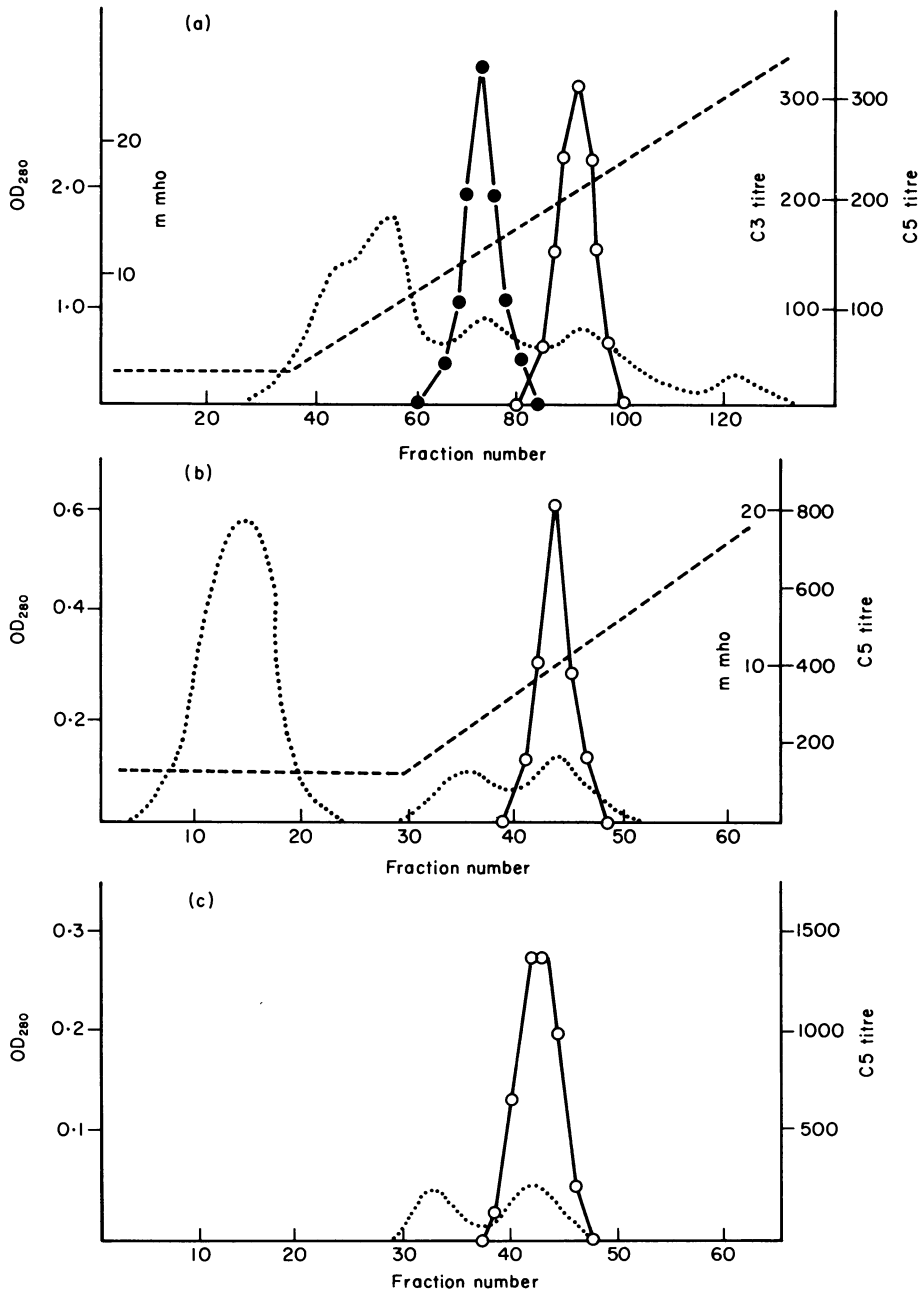 (a)
OD280
2.0
1.0
m mho
20
10
C3 titre
300
200
100
300
200
100
C5 titre
20 40 60 80 100 120
Fraction number
(b)
OD280
0.6
0.4
0.2
m mho
20
10
800
600
400
200
C5 titre
10 20 30 40 50 60
Fraction number
(c)
OD280
0.3
0.2
0.1
1500
1000
500
C5 titre
10 20 30 40 50 60
Fraction number